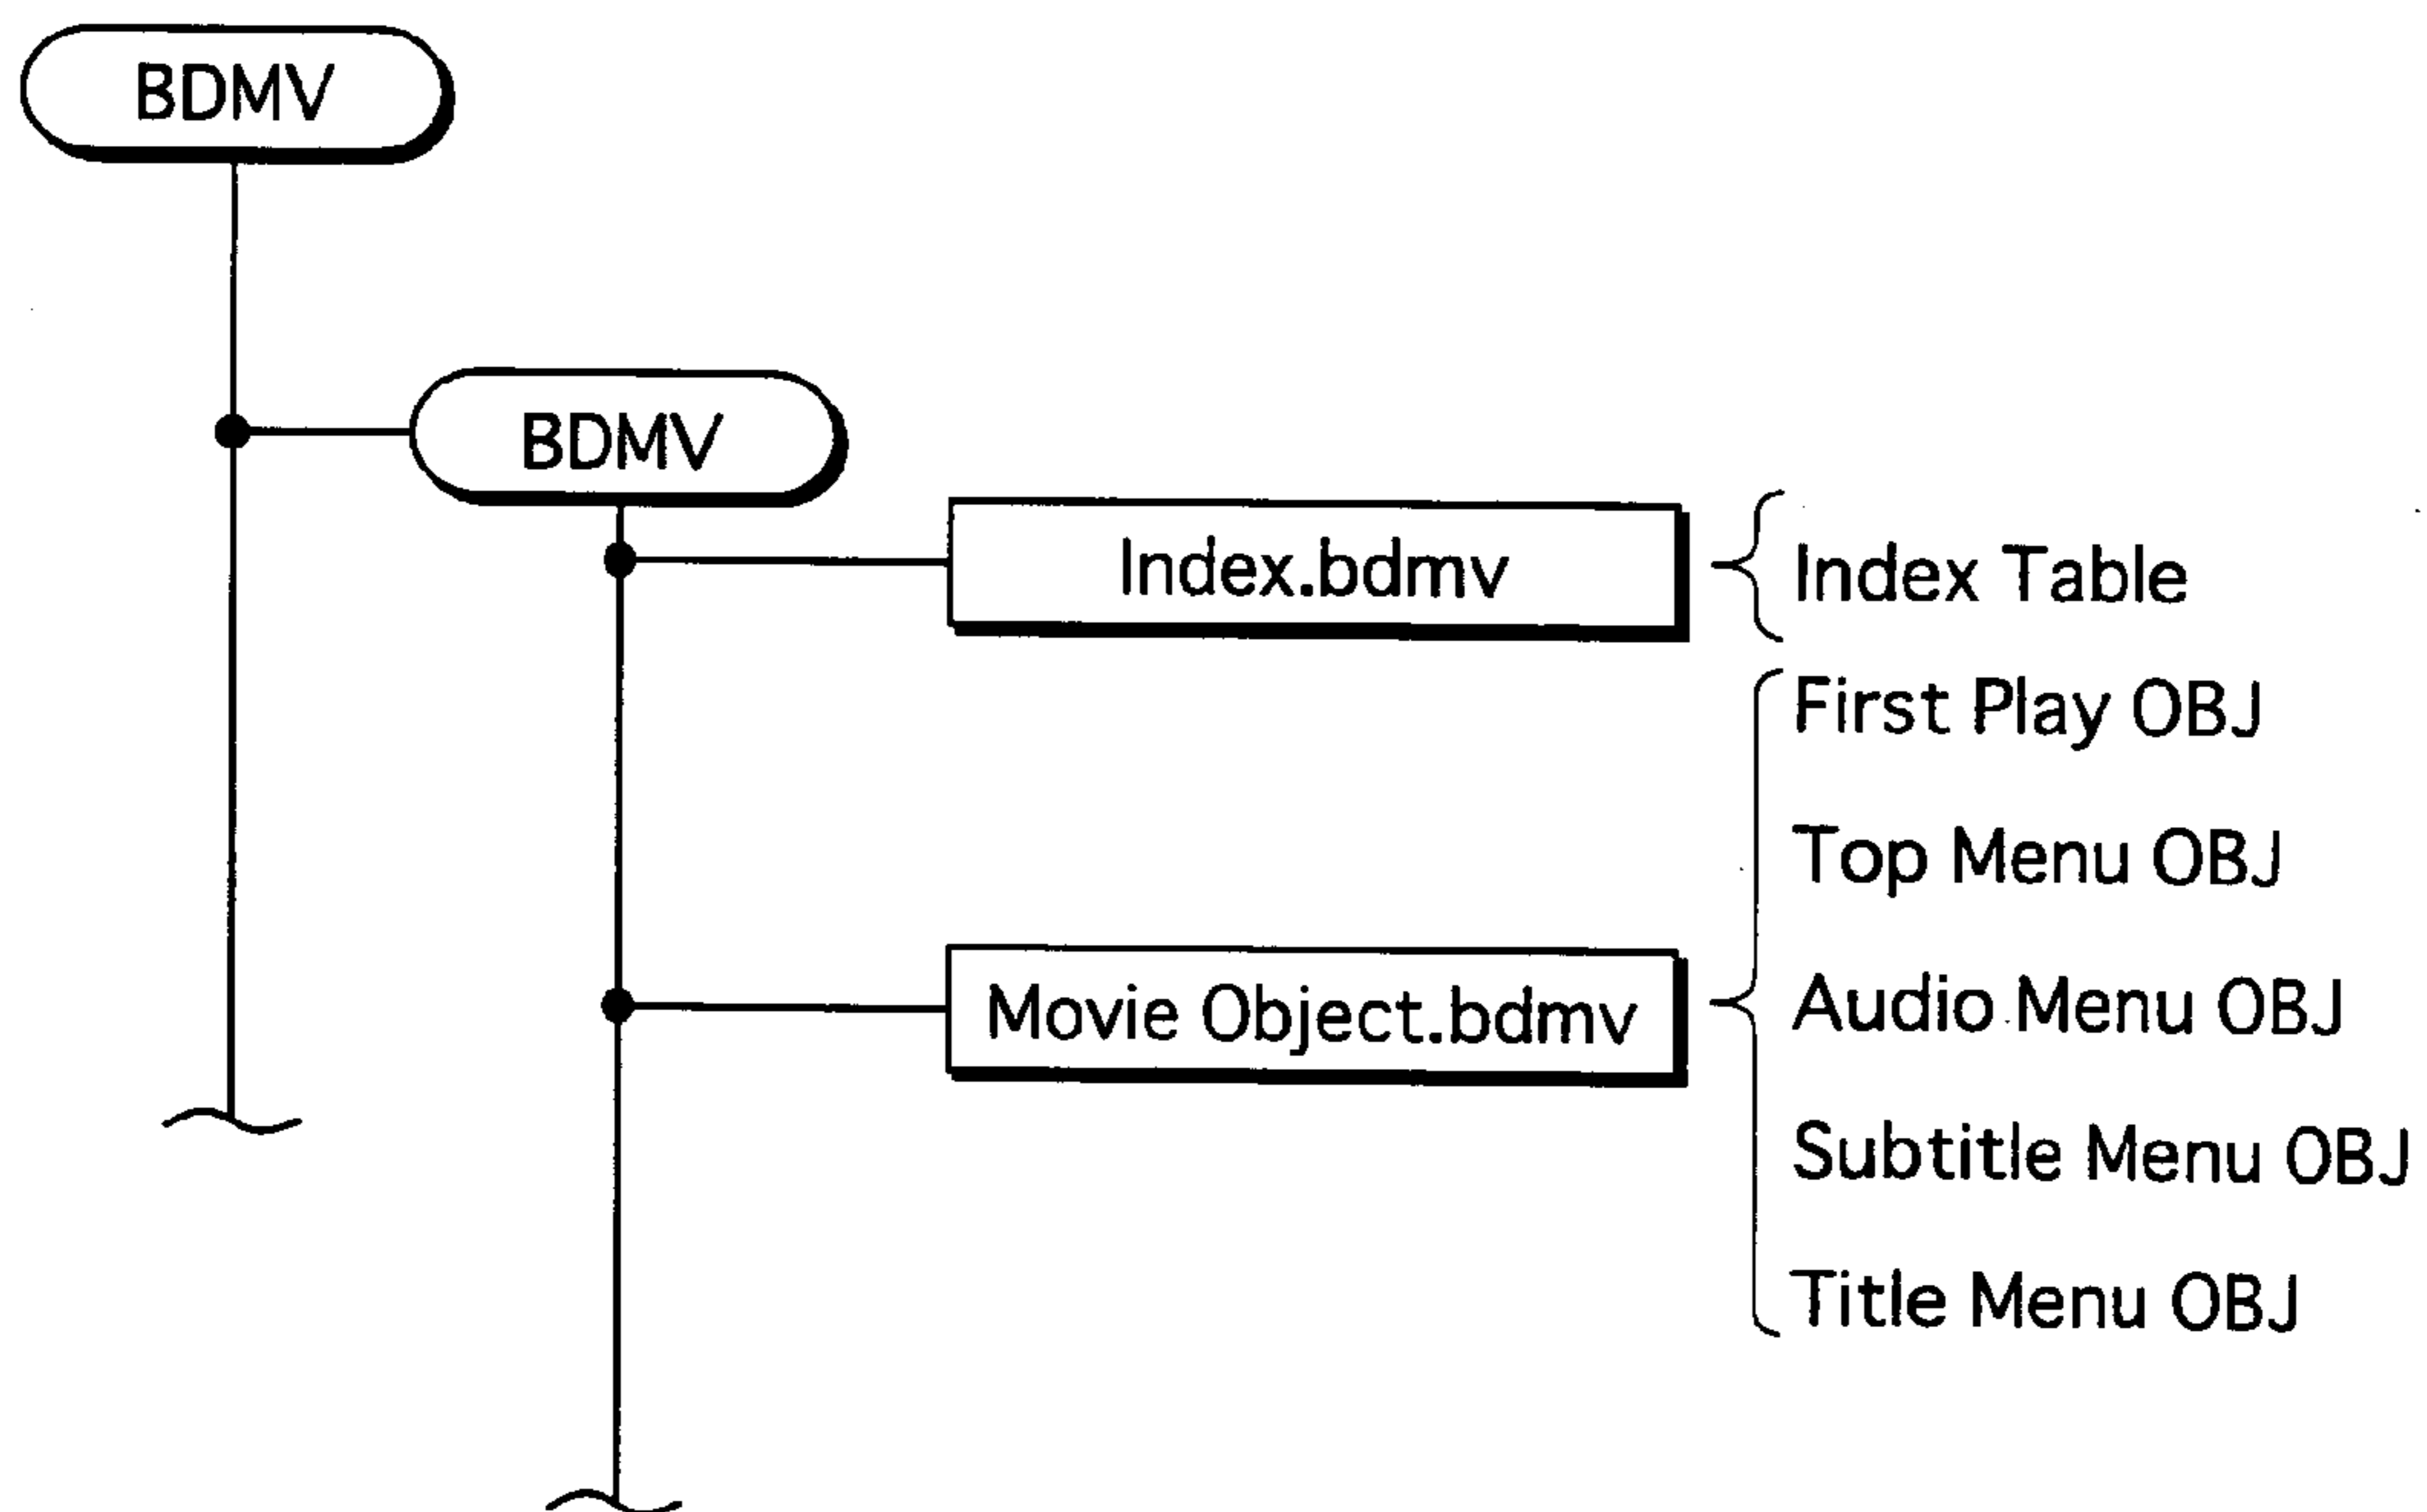 BDMV
BDMV
Index.bdmv
Index Table
First Play OBJ
Top Menu OBJ
Movie Object.bdmv
Audio Menu OBJ
Subtitle Menu OBJ
Title Menu OBJ